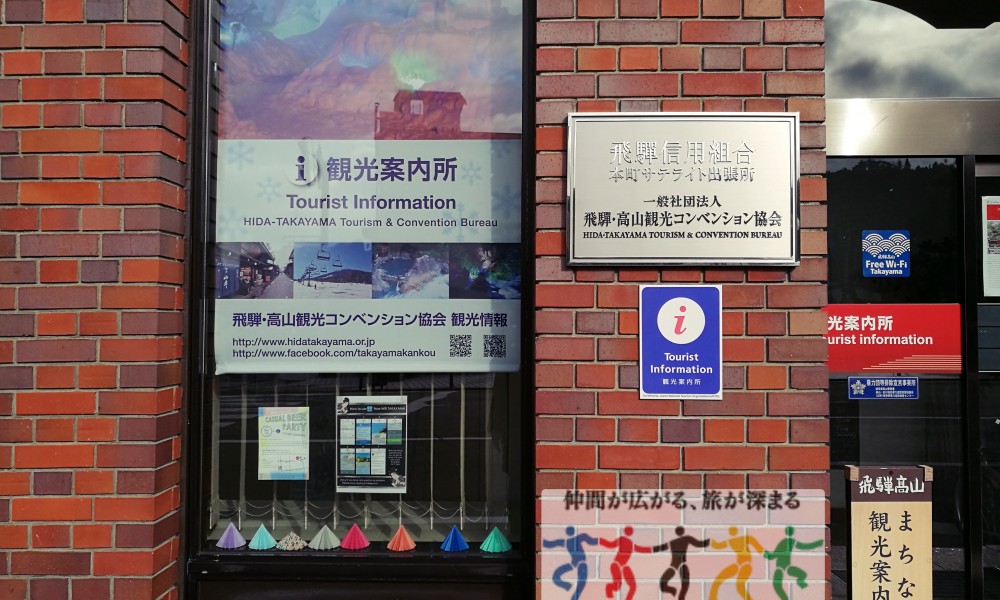 観光案内所
Tourist Information
HIDA-TAKAYAMA Tourism & Convention Bureau
飛騨・高山観光コンベンション協会 観光情報
http://www.hidatakayama.or.jp
http://www.facebook.com/takayamakankou
CASUAL BEER
PARTY
飛騨信用組合
本町サテライト出張所
一般社団法人
飛騨・高山観光コンベンション協会
HIDA-TAKAYAMA TOURISM & CONVENTION BUREAU
i
Tourist
Information
観光案内所
仲間が広がる、旅が深まる
Free Wi-Fi
Takayama
光案内所
urist information
飛騨高山
まちな
観光案内